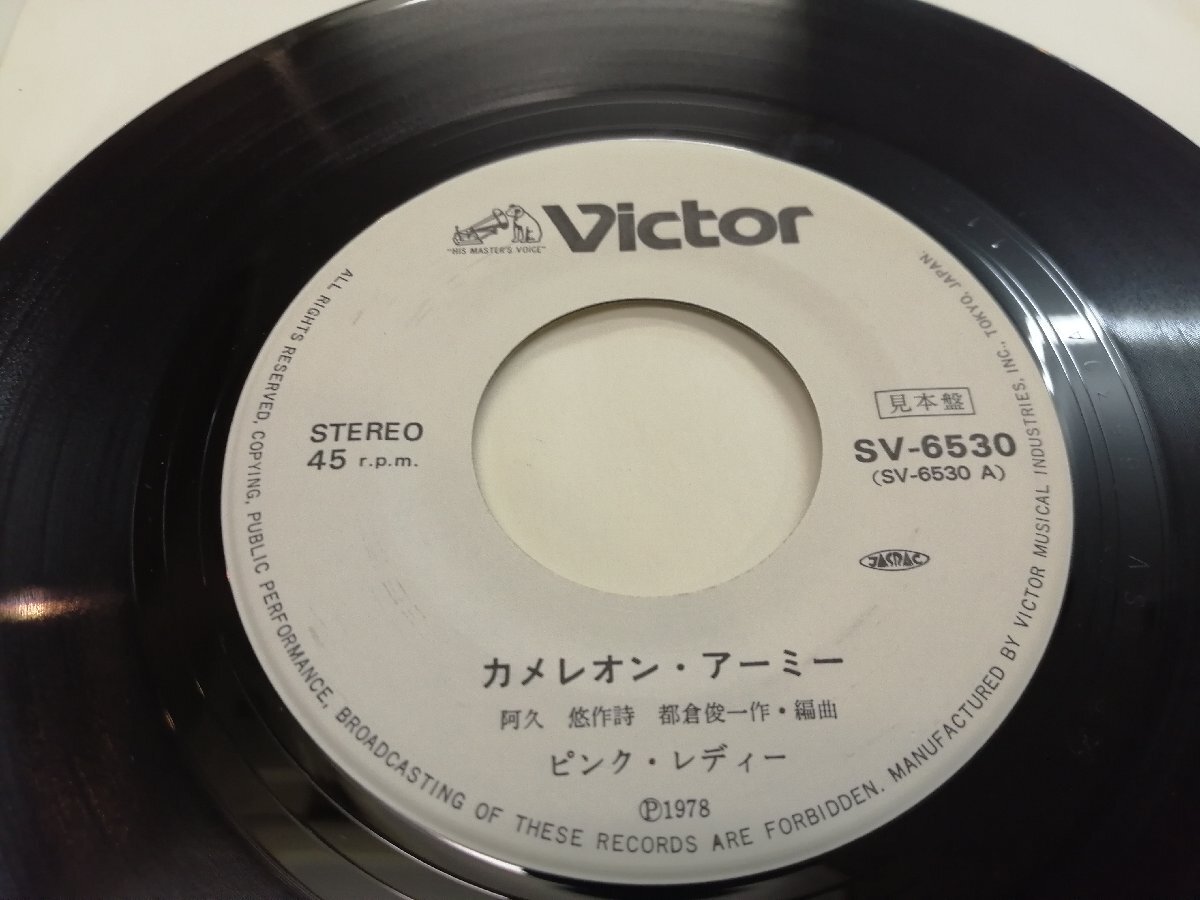 Victor
"HIS MASTER'S VOICE"
見本盤
STEREO
45 r.p.m.
SV-6530
(SV-6530 A)
JASRAC
カメレオン・アーミー
阿久 悠作詩 都倉俊一作・編曲
ピンク・レディー
Ⓟ1978
ALL RIGHTS RESERVED, COPYING, PUBLIC PERFORMANCE, BROADCASTING OF THESE RECORDS ARE FORBIDDEN. MANUFACTURED BY VICTOR MUSICAL INDUSTRIES, INC., TOKYO, JAPAN.